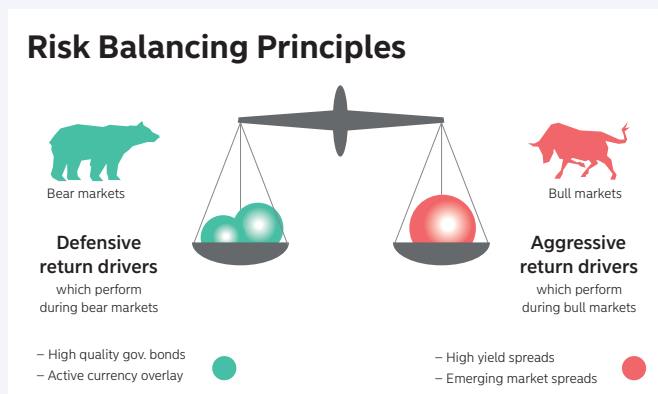 Risk Balancing Principles
Bear markets
Bull markets
Defensive
return drivers
which perform
during bear markets
Aggressive
return drivers
which perform
during bull markets
– High quality gov. bonds
– Active currency overlay
– High yield spreads
– Emerging market spreads